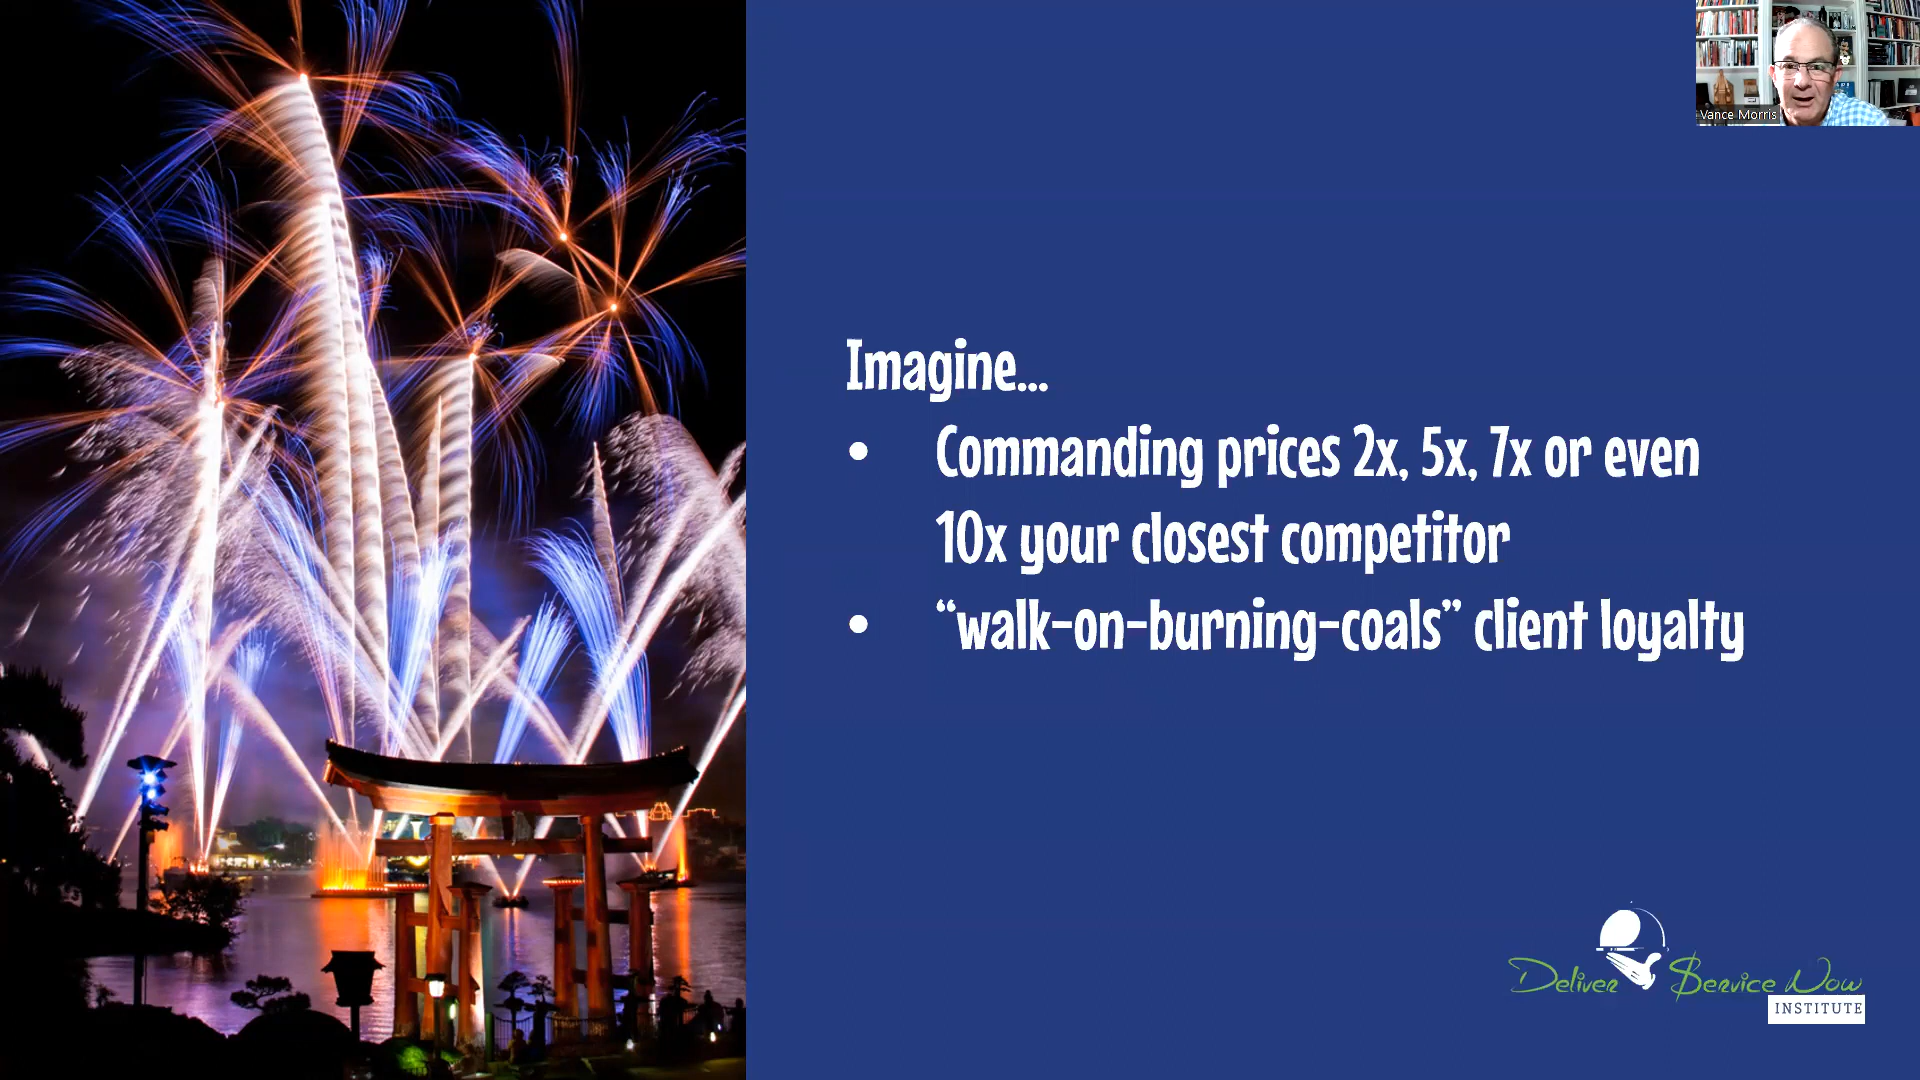 Vance Morris
Imagine...
• Commanding prices 2x, 5x, 7x or even
10x your closest competitor
• “walk-on-burning-coals” client loyalty
Deliver $ervice Now
INSTITUTE